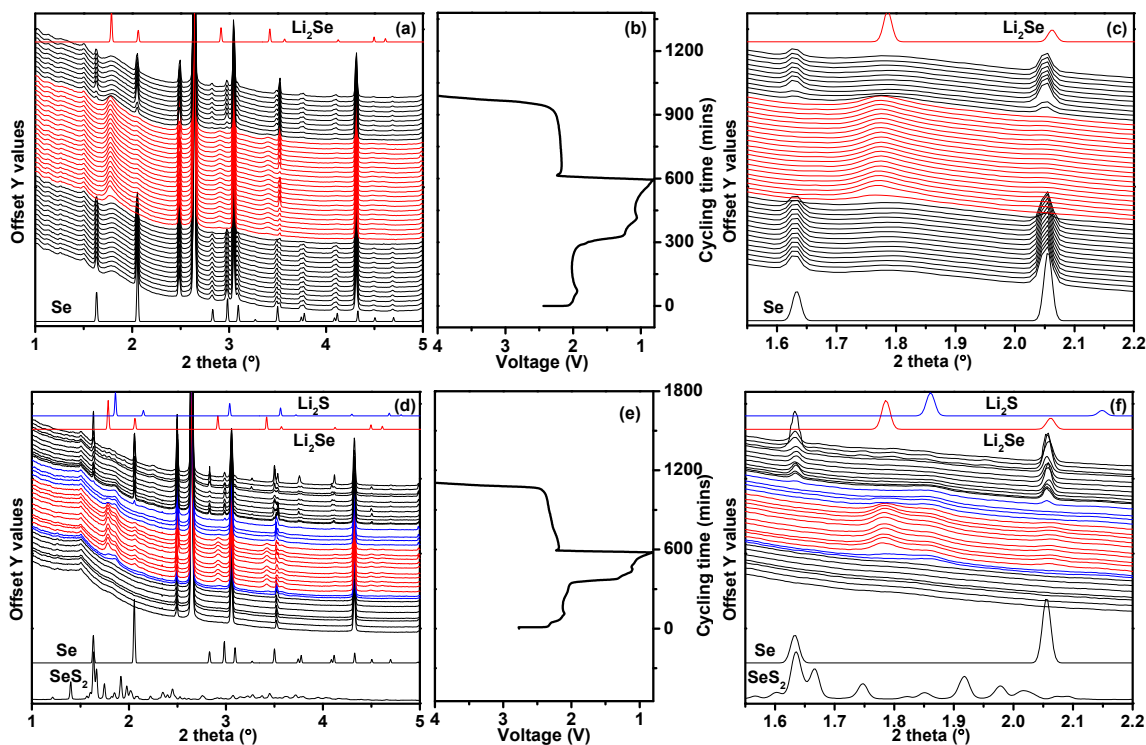 Li2Se
(a)
(b)
Li2Se
(c)
1200
900
600
300
0
Offset Y values
Cycling time (mins)
Offset Y values
Se
Se
1 2 3 4 5
4 3 2 1
1.6 1.7 1.8 1.9 2.0 2.1 2.2
2 theta (º)
Voltage (V)
2 theta (º)
(d)
Li2S
Li2Se
(e)
Li2S
(f)
Li2Se
1800
1200
600
0
Offset Y values
Cycling time (mins)
Offset Y values
Se
SeS2
Se
SeS2
1 2 3 4 5
4 3 2 1
1.6 1.7 1.8 1.9 2.0 2.1 2.2
2 theta (º)
Voltage (V)
2 theta (º)